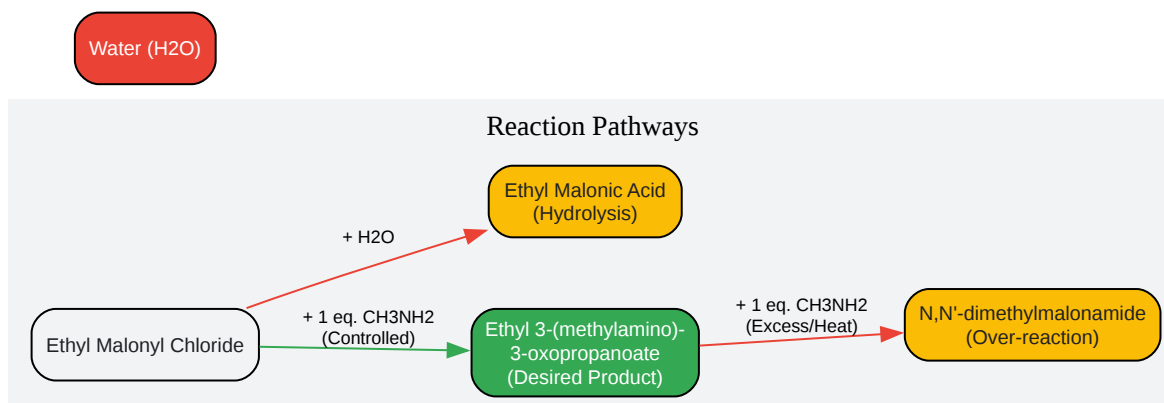 Water (H2O)
Reaction Pathways
Ethyl Malonic Acid
(Hydrolysis)
+ H2O
Ethyl Malonyl Chloride
+ 1 eq. CH3NH2
(Controlled)
Ethyl 3-(methylamino)-
3-oxopropanoate
(Desired Product)
+ 1 eq. CH3NH2
(Excess/Heat)
N,N'-dimethylmalonamide
(Over-reaction)